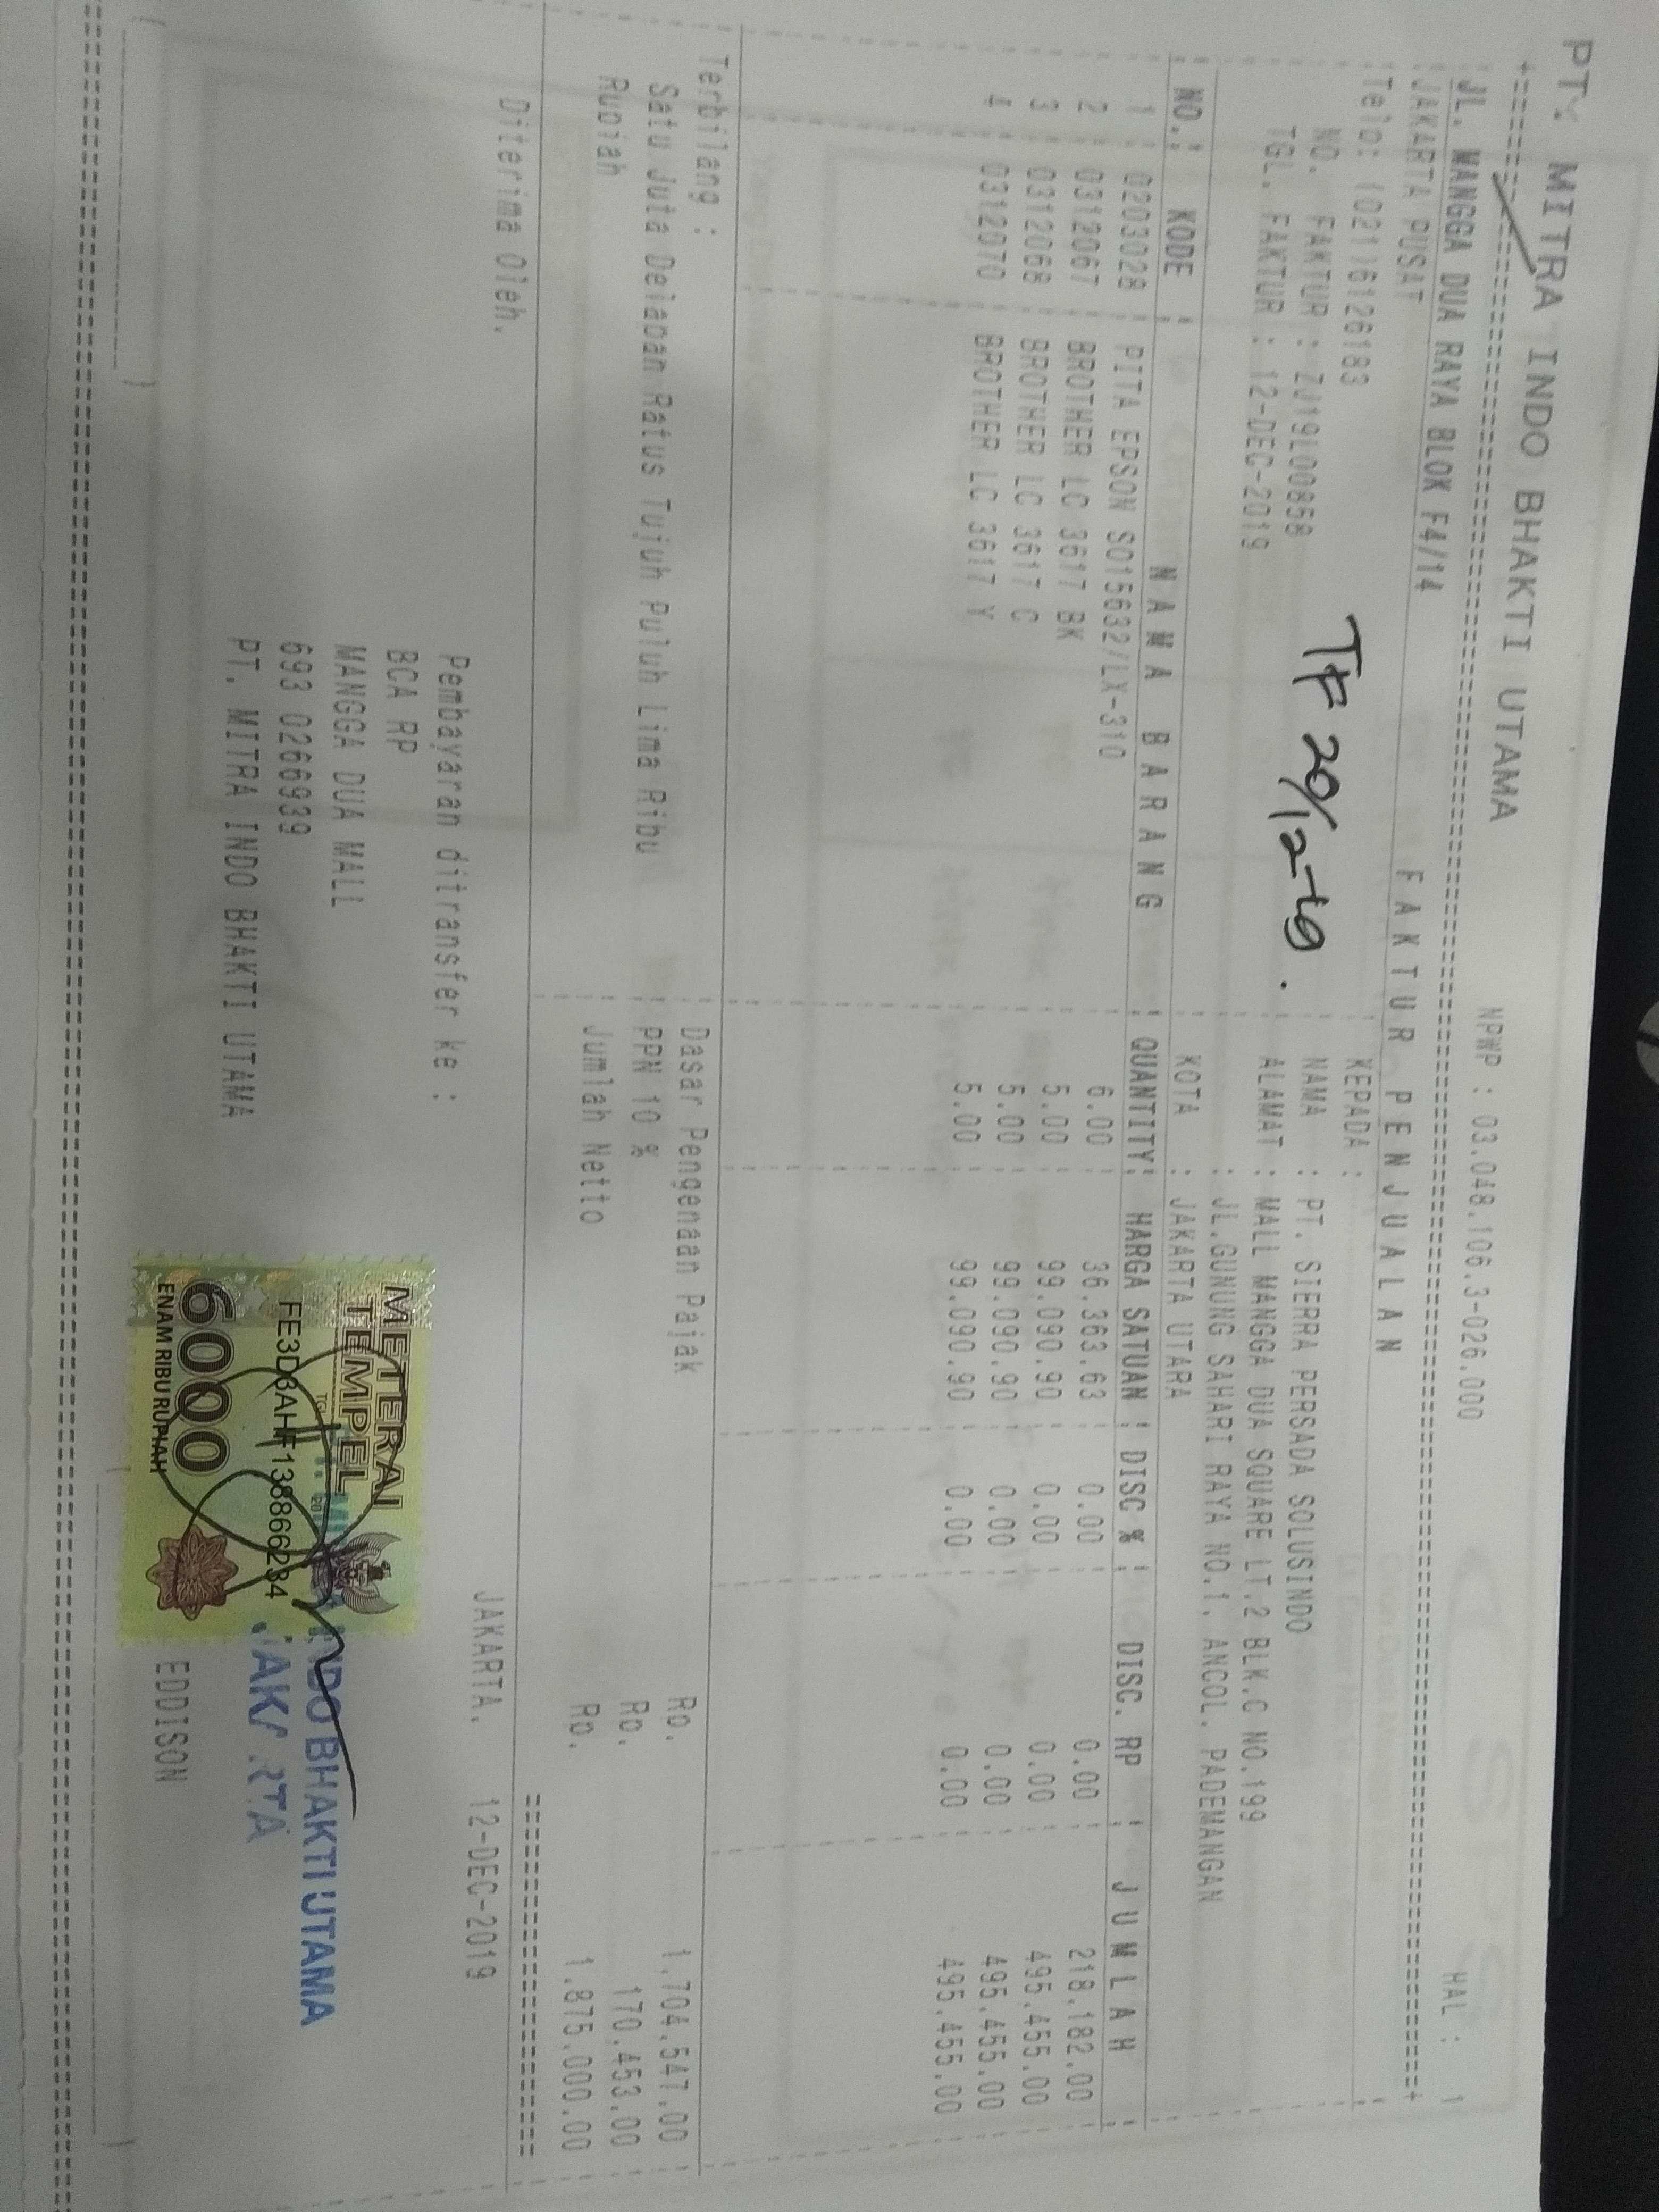 PT. MITRA INDO BHAKTI UTAMA NPWP : 03.048.106.3-026.000 HAL : 1
JL. MANGGA DUA RAYA BLOK F4/14
JAKARTA PUSAT F A K T U R P E N J U A L A N
Telp: (021)6126183 KEPADA :
NO. FAKTUR : ZJ19L00858 NAMA : PT. SIERRA PERSADA SOLUSINDO
TGL. FAKTUR : 12-DEC-2019 ALAMAT : MALL MANGGA DUA SQUARE LT.2 BLK.C NO.199
TF 20/12-19.
: JL.GUNUNG SAHARI RAYA NO.1, ANCOL, PADEMANGAN
KOTA : JAKARTA UTARA
NO.: KODE : N A M A B A R A N G : QUANTITY: HARGA SATUAN : DISC % : DISC. RP : J U M L A H :
1 0203028 PITA EPSON S015632/LX-310 6.00 36,363.63 0.00 0.00 218,182.00
2 0312067 BROTHER LC 3617 BK 5.00 99,090.90 0.00 0.00 495,455.00
3 0312068 BROTHER LC 3617 C 5.00 99,090.90 0.00 0.00 495,455.00
4 0312070 BROTHER LC 3617 Y 5.00 99,090.90 0.00 0.00 495,455.00
Terbilang : Dasar Pengenaan Pajak Rp. 1,704,547.00
Satu Juta Delapan Ratus Tujuh Puluh Lima Ribu PPN 10 % Rp. 170,453.00
Rupiah Jumlah Netto Rp. 1,875,000.00
Diterima Oleh, JAKARTA, 12-DEC-2019
Pembayaran ditransfer ke :
BCA RP
MANGGA DUA MALL
693 0266939
PT. MITRA INDO BHAKTI UTAMA
METERAI
TEMPEL
FE3D3AHF138866234
6000
ENAM RIBU RUPIAH
INDO BHAKTI UTAMA
JAKARTA
EDDISON